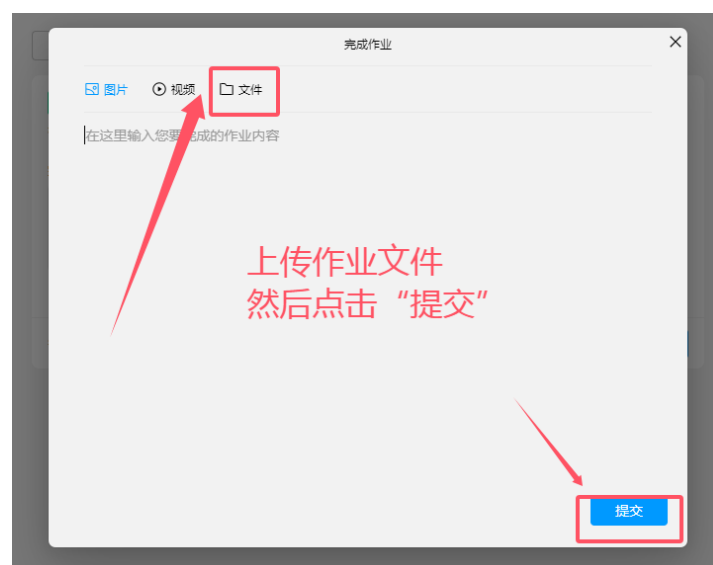 完成作业
图片 视频 文件
在这里输入您要完成的作业内容
上传作业文件
然后点击“提交”
提交